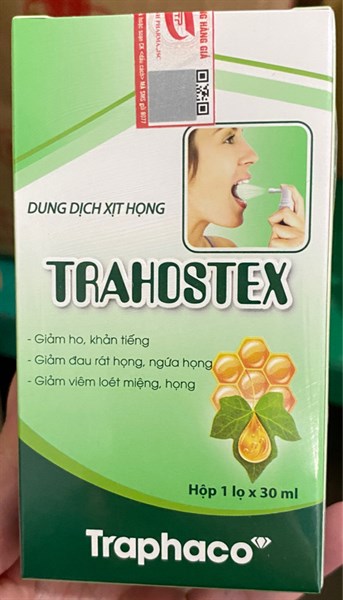 DUNG DỊCH XỊT HỌNG
TRAHOSTEX
- Giảm ho, khản tiếng
- Giảm đau rát họng, ngứa họng
- Giảm viêm loét miệng, họng
Hộp 1 lọ x 30 ml
Traphaco